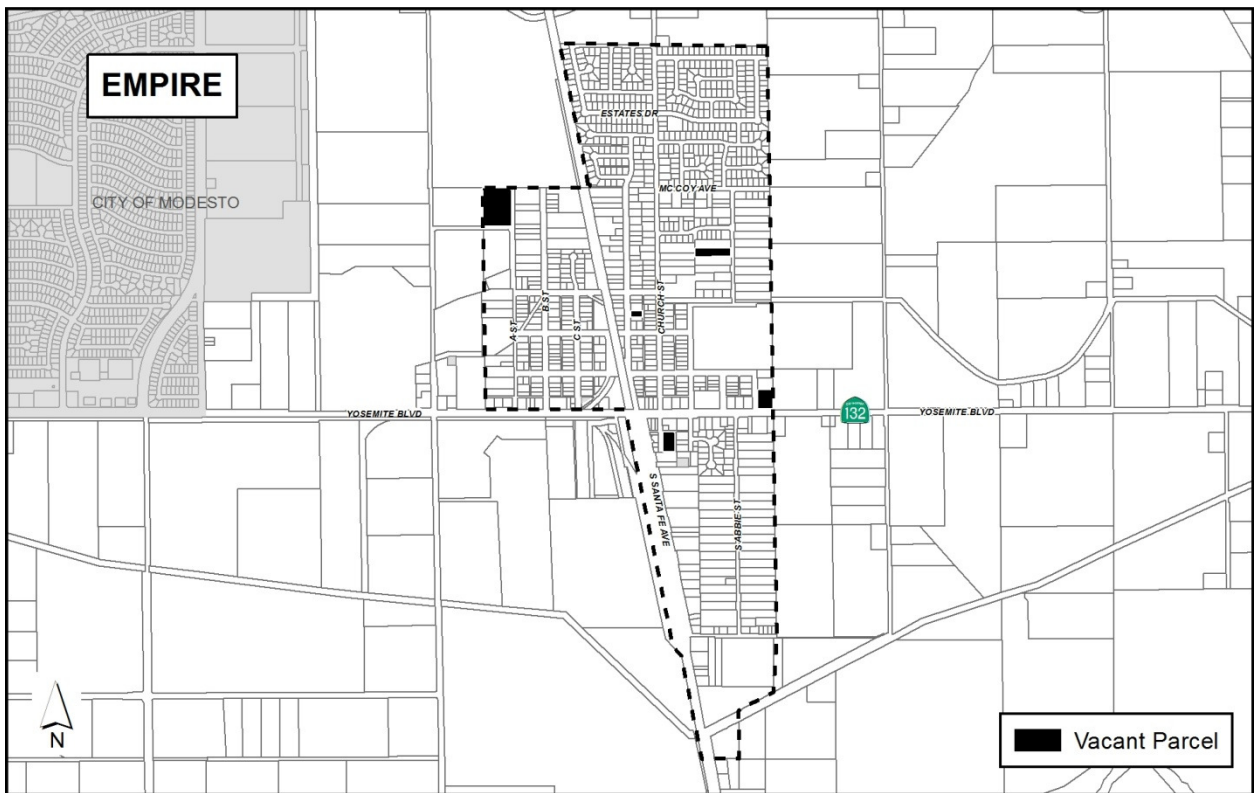 EMPIRE
ESTATES DR
MC COY AVE
CITY OF MODESTO
A ST
B ST
C ST
CHURCH ST
YOSEMITE BLVD
132
YOSEMITE BLVD
S SANTA FE AVE
S ABBIE ST
N
Vacant Parcel